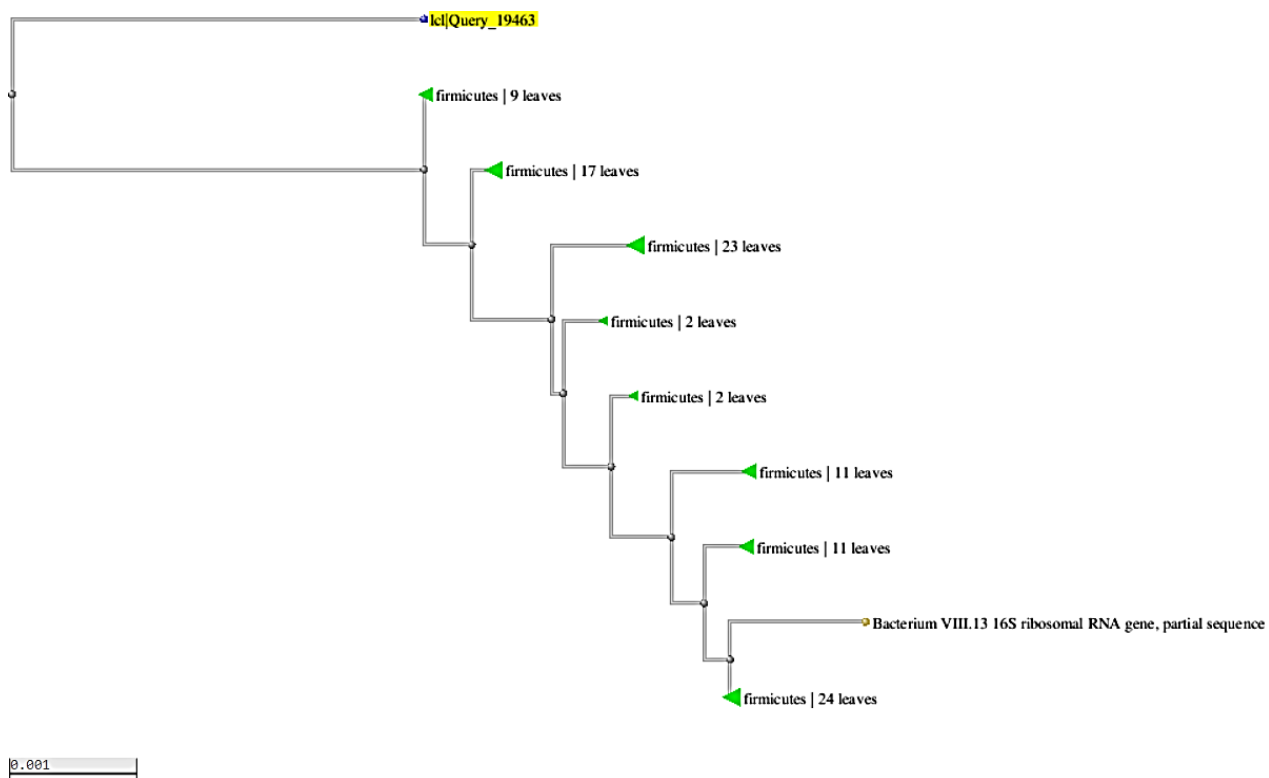 lcl|Query_19463
firmicutes | 9 leaves
firmicutes | 17 leaves
firmicutes | 23 leaves
firmicutes | 2 leaves
firmicutes | 2 leaves
firmicutes | 11 leaves
firmicutes | 11 leaves
Bacterium VIII.13 16S ribosomal RNA gene, partial sequence
firmicutes | 24 leaves
0.001